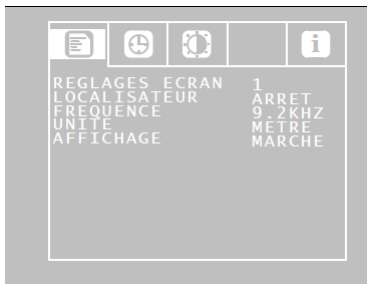 REGLAGES ECRAN 1
LOCALISATEUR ARRET
FREQUENCE 9.2KHZ
UNITE METRE
AFFICHAGE MARCHE
i